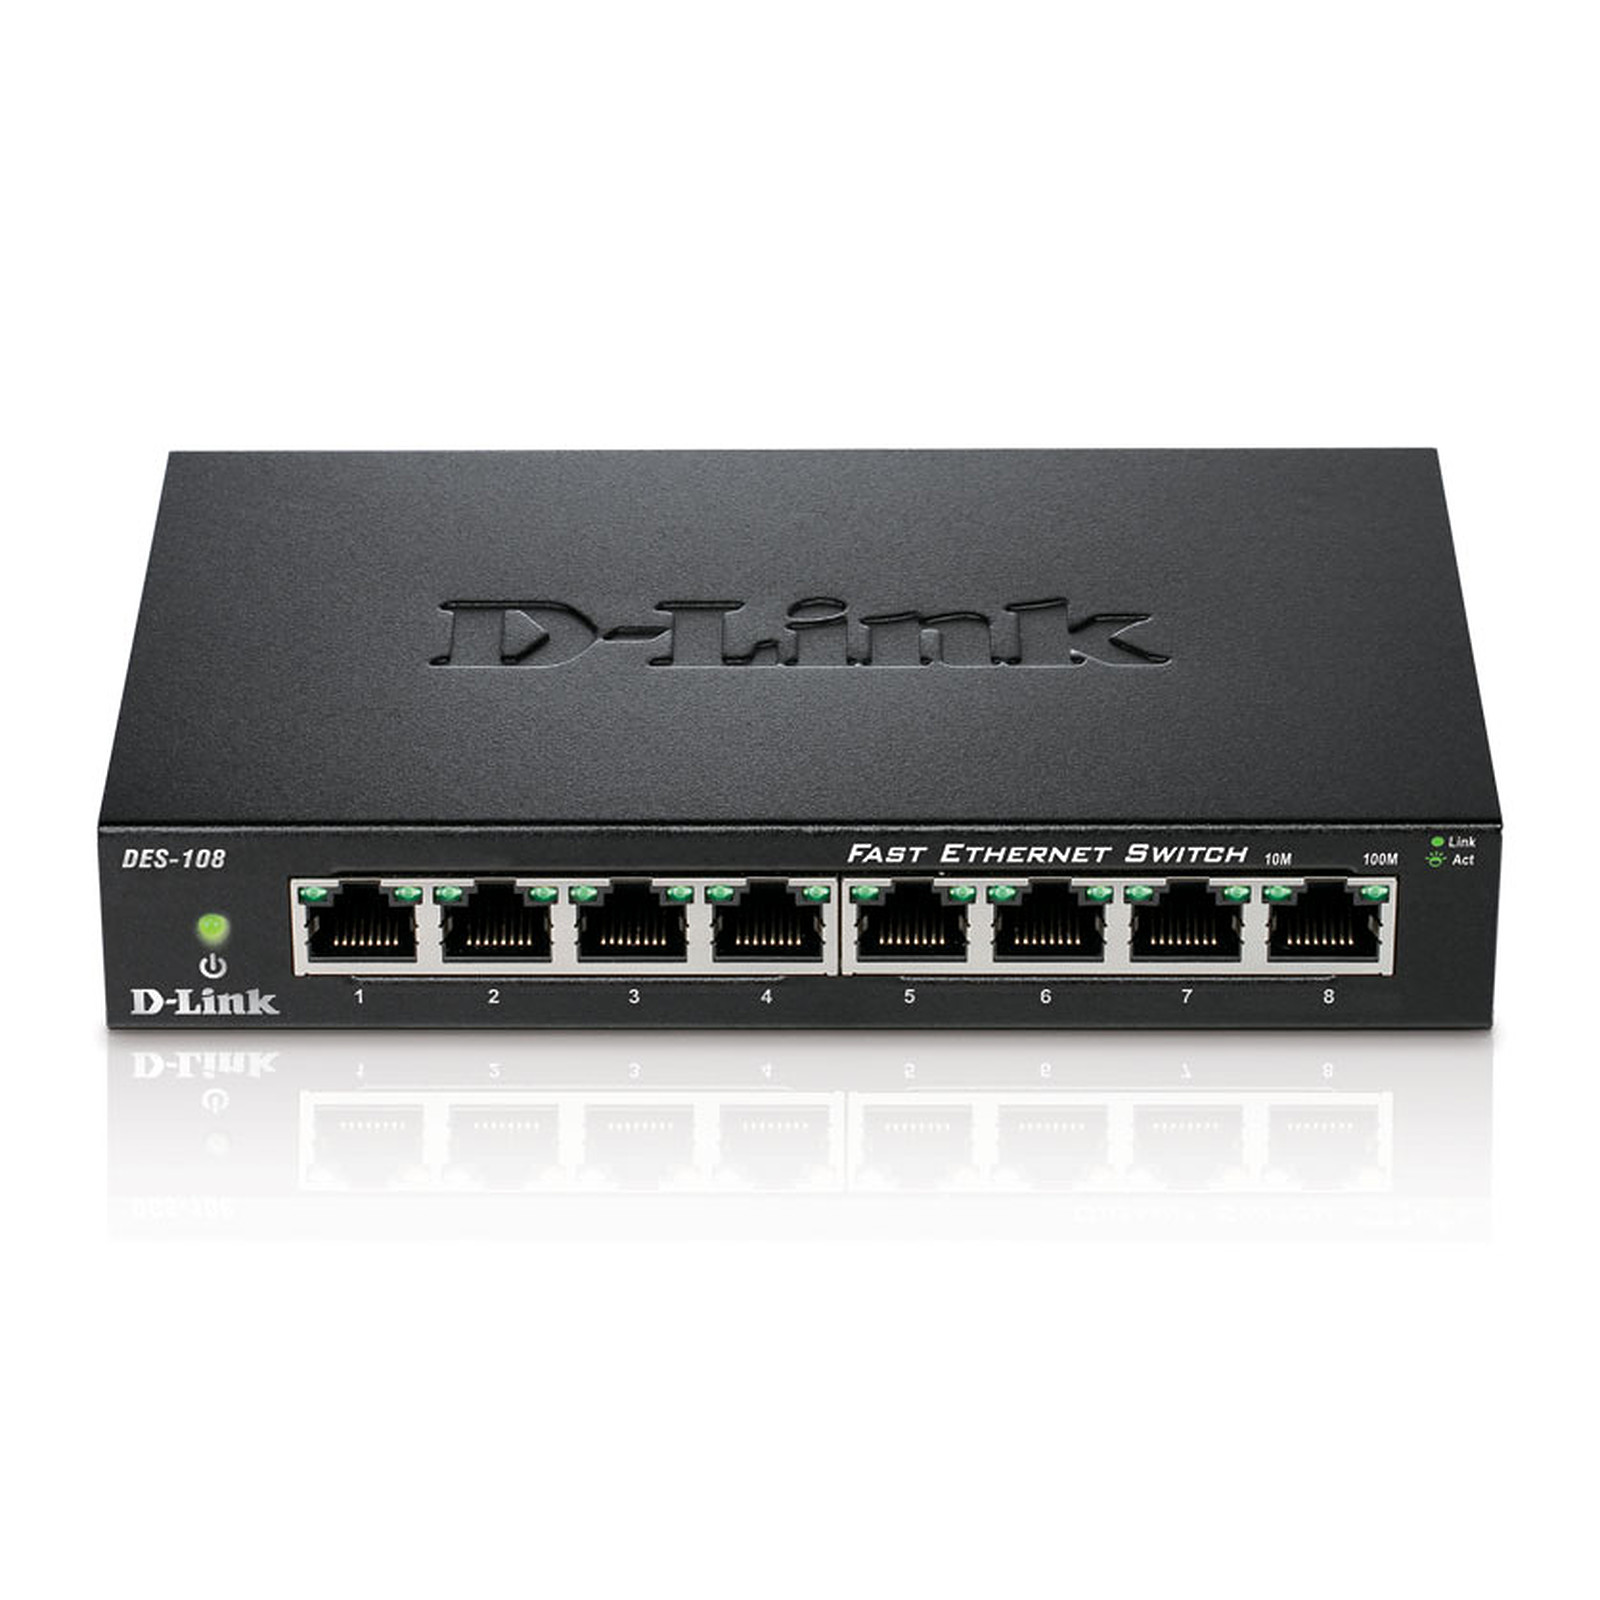 D-Link
DES-108
FAST ETHERNET SWITCH 10M 100M
Link
Act
D-Link
1 2 3 4 5 6 7 8